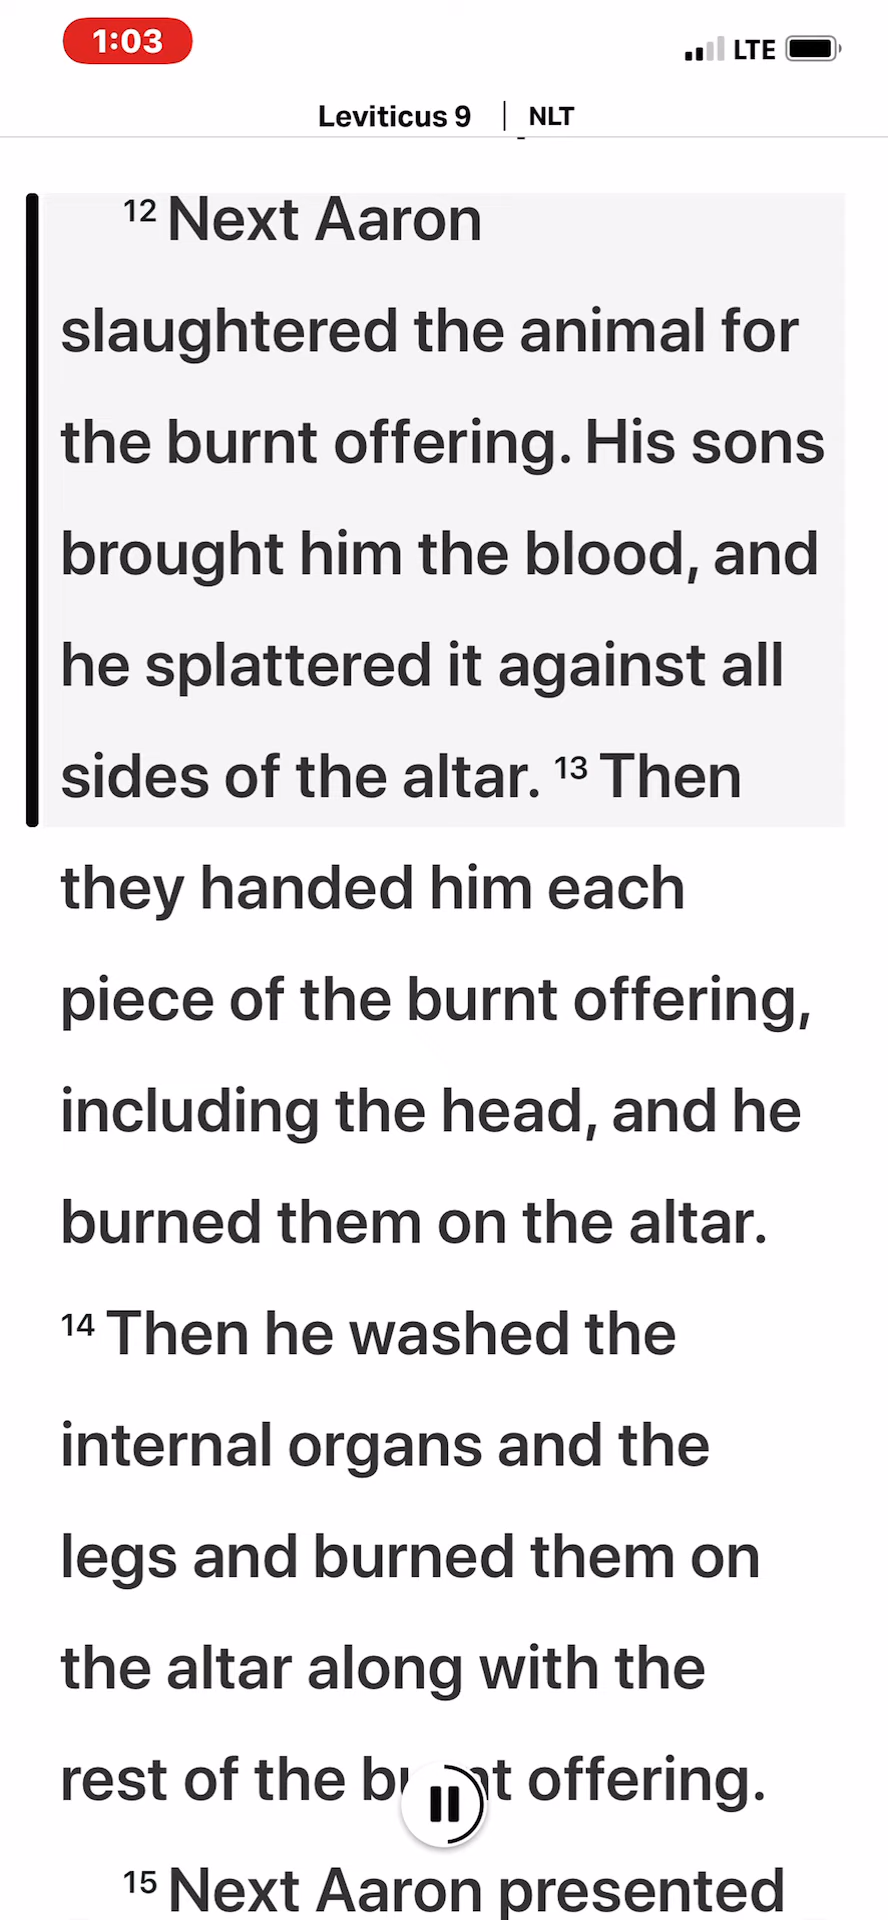 1:03
LTE
Leviticus 9 | NLT
12 Next Aaron
slaughtered the animal for
the burnt offering. His sons
brought him the blood, and
he splattered it against all
sides of the altar. 13 Then
they handed him each
piece of the burnt offering,
including the head, and he
burned them on the altar.
14 Then he washed the
internal organs and the
legs and burned them on
the altar along with the
rest of the burnt offering.
15 Next Aaron presented